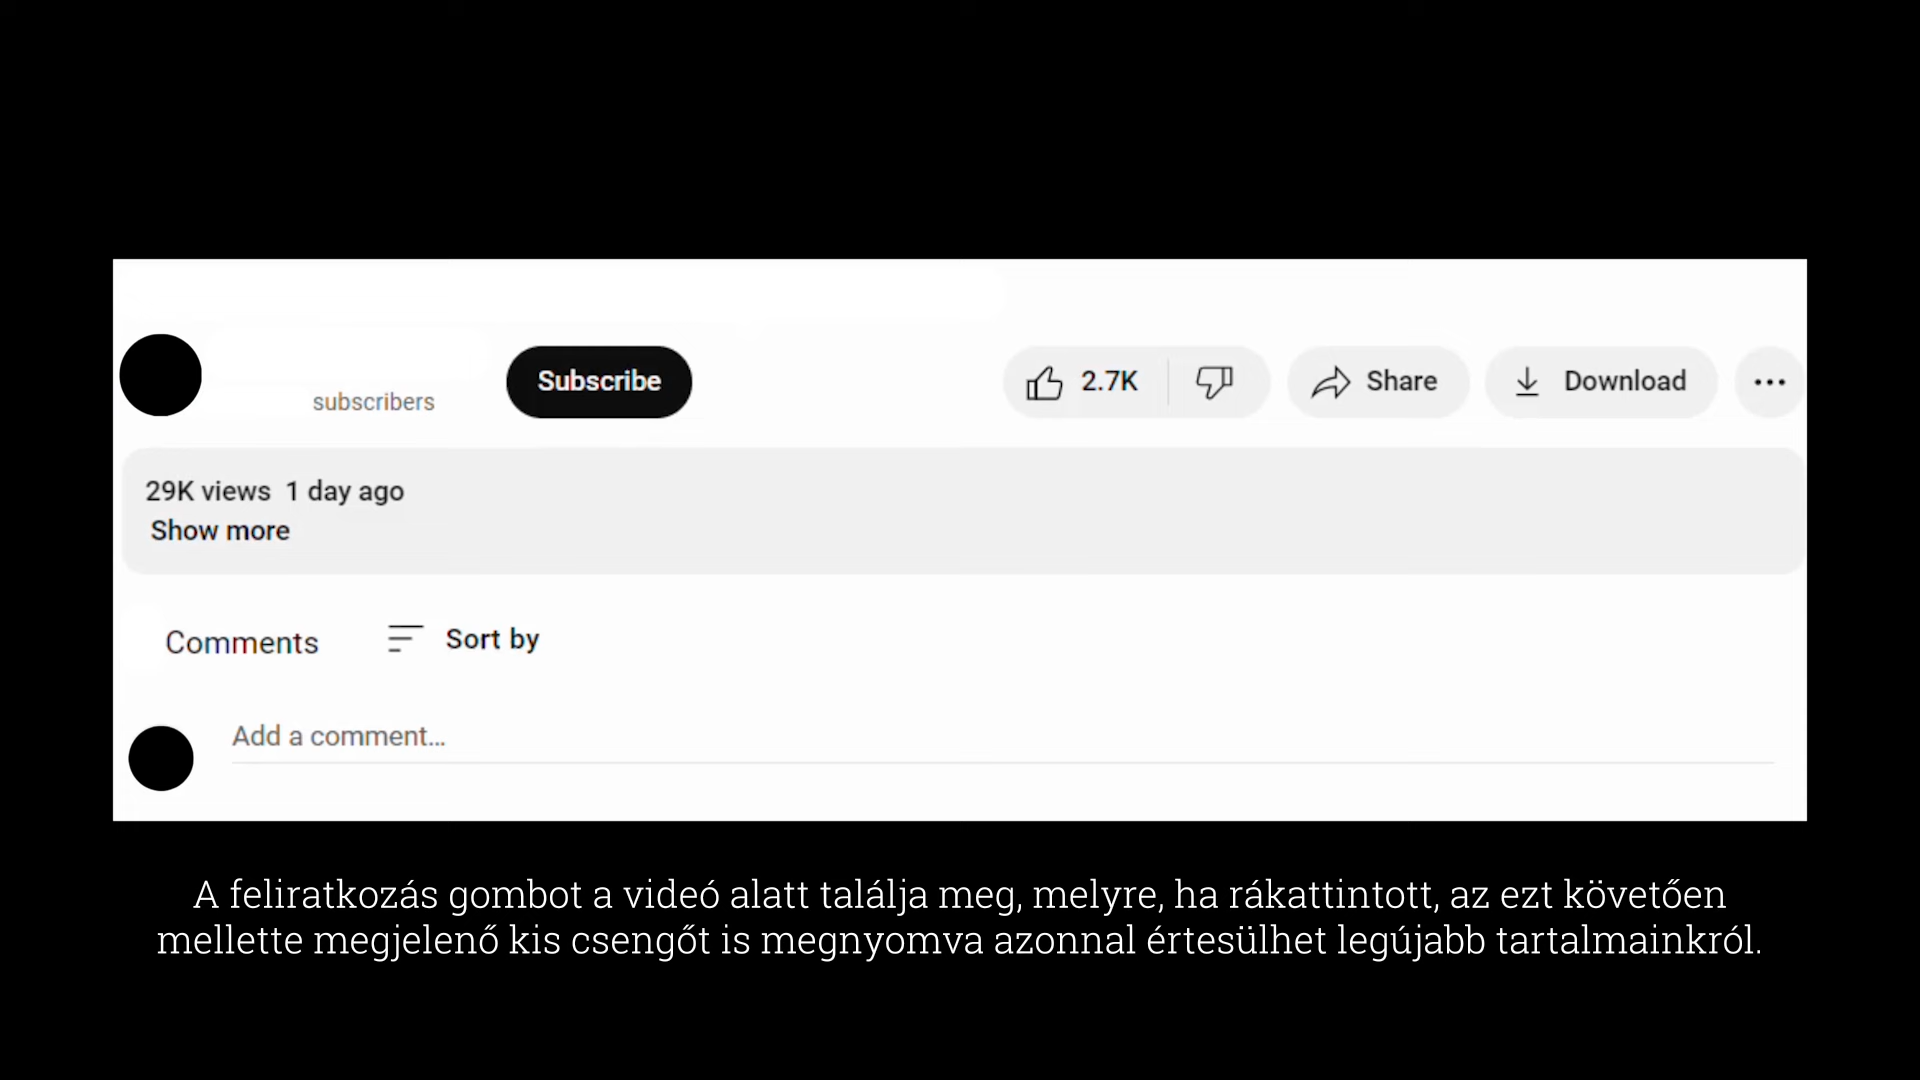 subscribers
Subscribe
2.7K
Share
Download
29K views 1 day ago
Show more
Comments
Sort by
Add a comment...
A feliratkozás gombot a videó alatt találja meg, melyre, ha rákattintott, az ezt követően
mellette megjelenő kis csengőt is megnyomva azonnal értesülhet legújabb tartalmainkról.